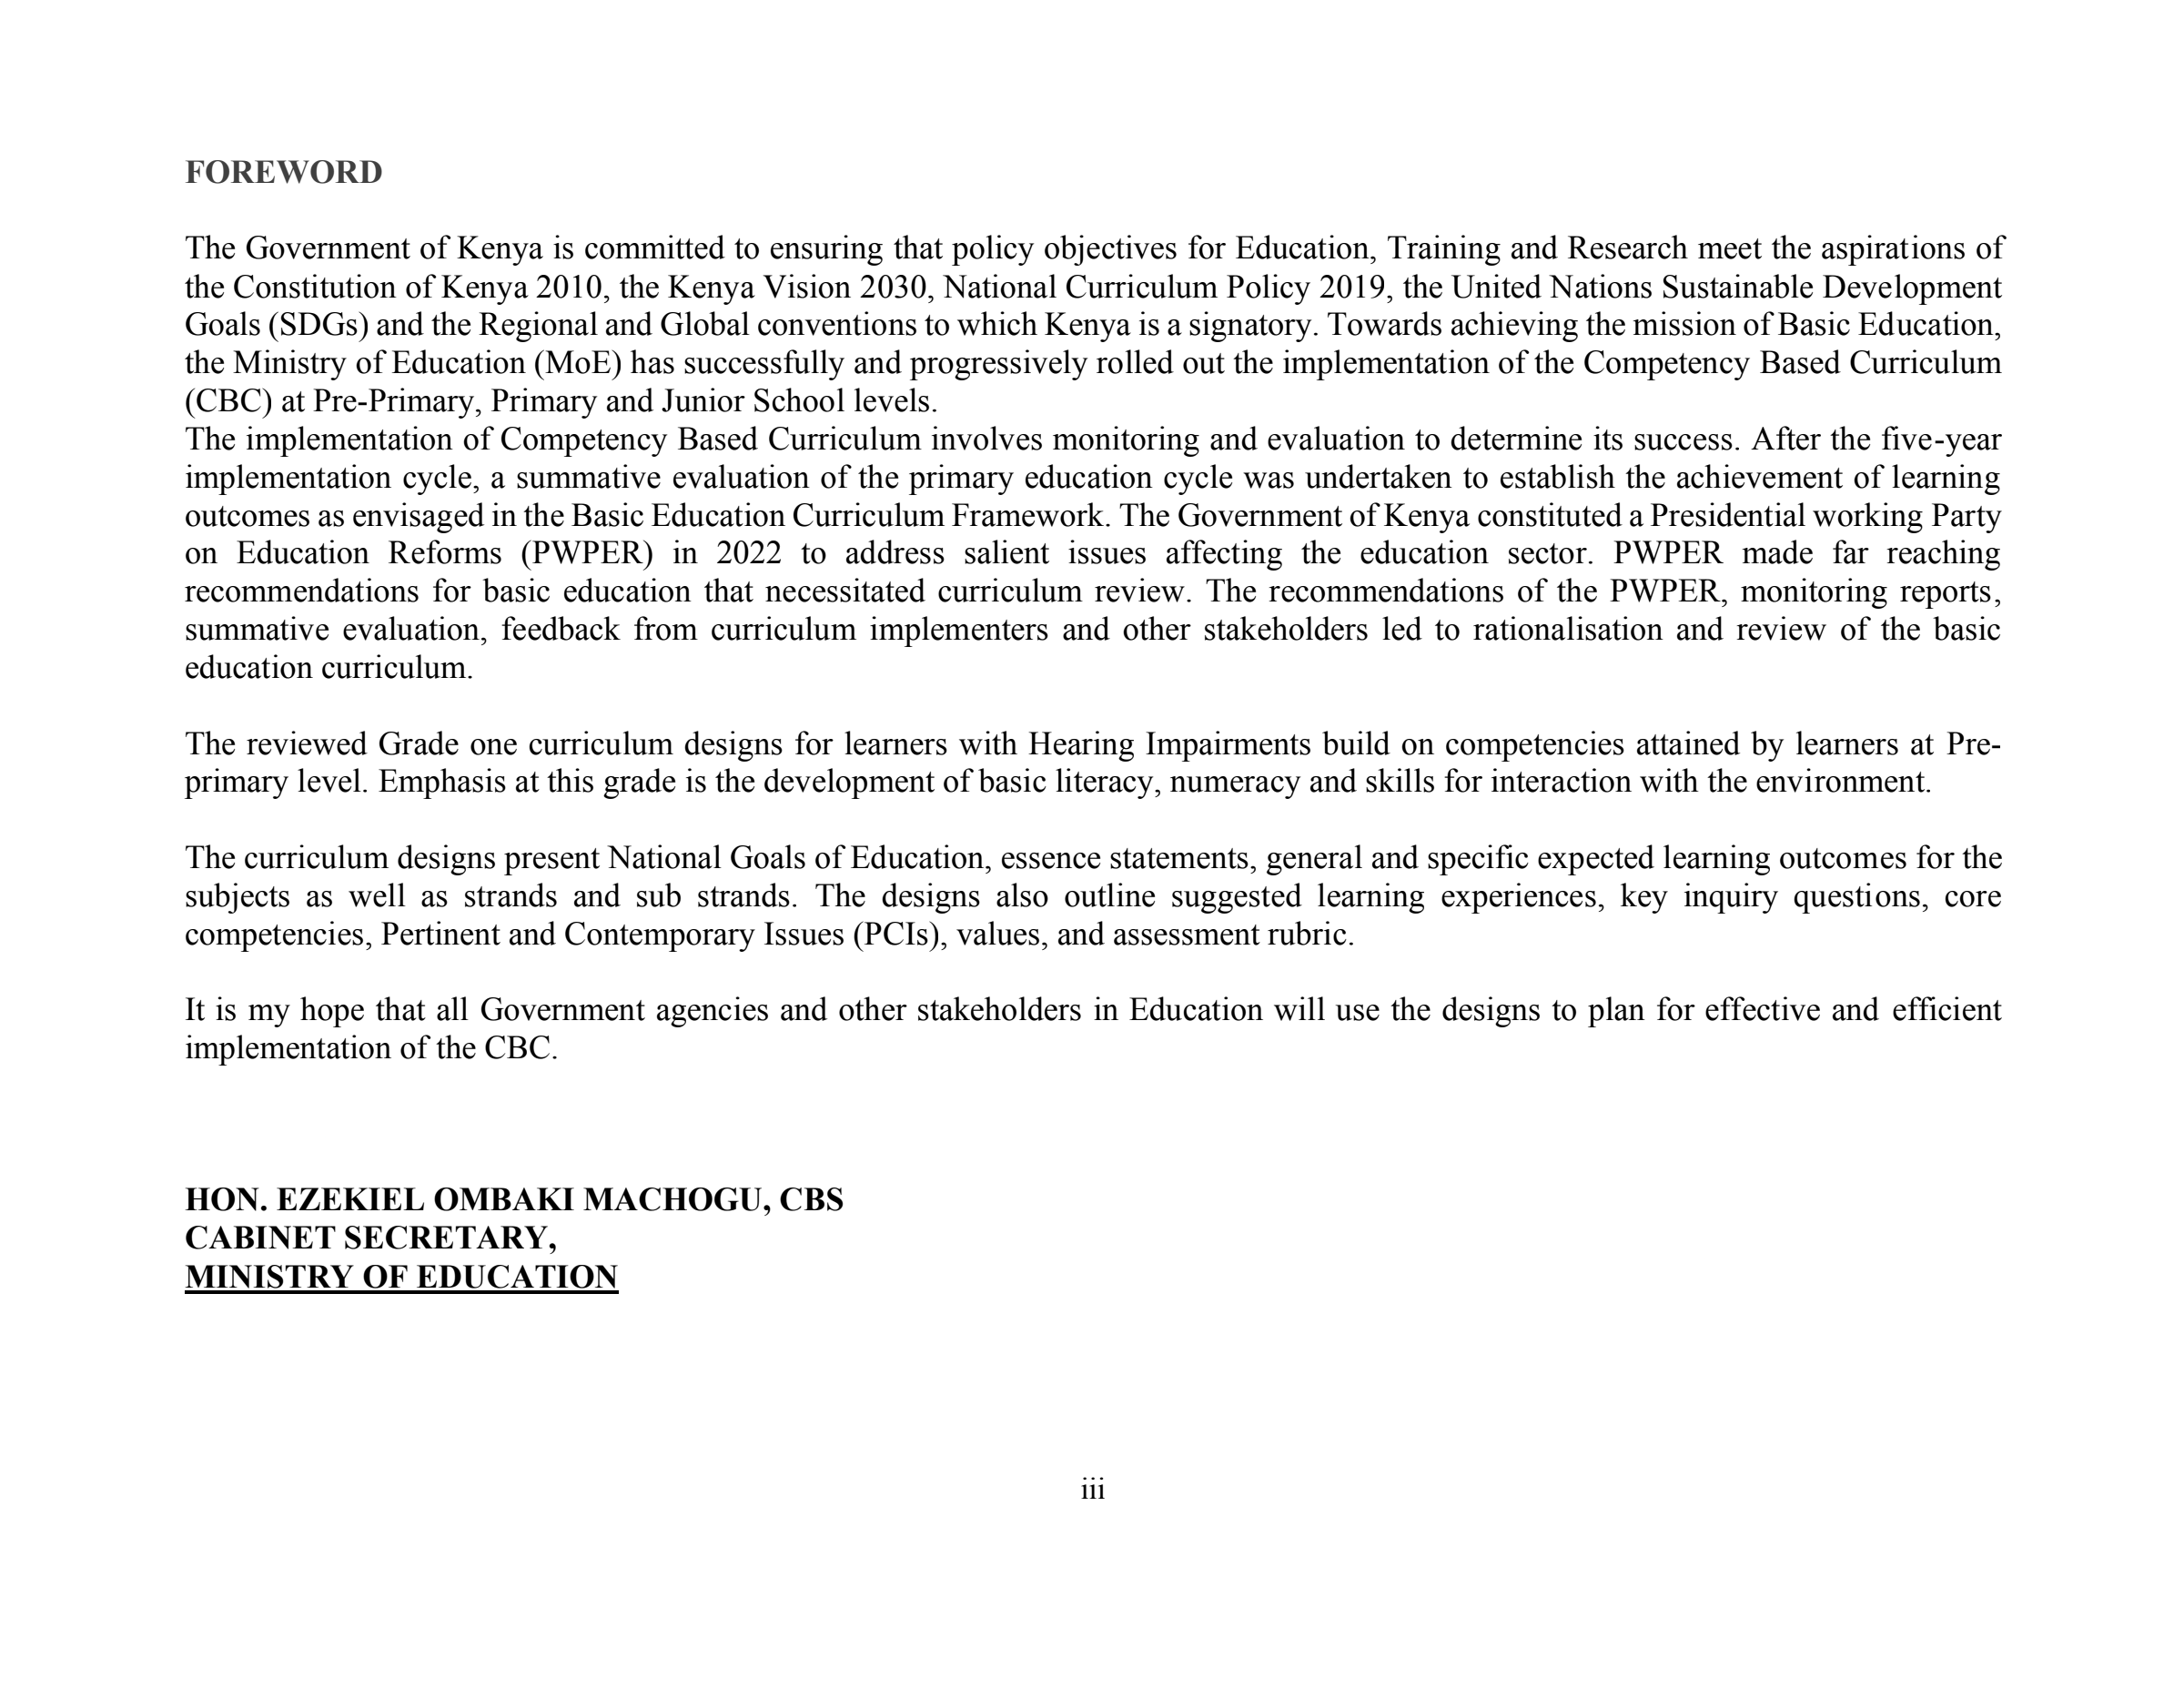 FOREWORD
The Government of Kenya is committed to ensuring that policy objectives for Education, Training and Research meet the aspirations of
the Constitution of Kenya 2010, the Kenya Vision 2030, National Curriculum Policy 2019, the United Nations Sustainable Development
Goals (SDGs) and the Regional and Global conventions to which Kenya is a signatory. Towards achieving the mission of Basic Education,
the Ministry of Education (MoE) has successfully and progressively rolled out the implementation of the Competency Based Curriculum
(CBC) at Pre-Primary, Primary and Junior School levels.
The implementation of Competency Based Curriculum involves monitoring and evaluation to determine its success. After the five-year
implementation cycle, a summative evaluation of the primary education cycle was undertaken to establish the achievement of learning
outcomes as envisaged in the Basic Education Curriculum Framework. The Government of Kenya constituted a Presidential working Party
on Education Reforms (PWPER) in 2022 to address salient issues affecting the education sector. PWPER made far reaching
recommendations for basic education that necessitated curriculum review. The recommendations of the PWPER, monitoring reports,
summative evaluation, feedback from curriculum implementers and other stakeholders led to rationalisation and review of the basic
education curriculum.
The reviewed Grade one curriculum designs for learners with Hearing Impairments build on competencies attained by learners at Pre-
primary level. Emphasis at this grade is the development of basic literacy, numeracy and skills for interaction with the environment.
The curriculum designs present National Goals of Education, essence statements, general and specific expected learning outcomes for the
subjects as well as strands and sub strands. The designs also outline suggested learning experiences, key inquiry questions, core
competencies, Pertinent and Contemporary Issues (PCIs), values, and assessment rubric.
It is my hope that all Government agencies and other stakeholders in Education will use the designs to plan for effective and efficient
implementation of the CBC.
HON. EZEKIEL OMBAKI MACHOGU, CBS
CABINET SECRETARY,
MINISTRY OF EDUCATION
iii